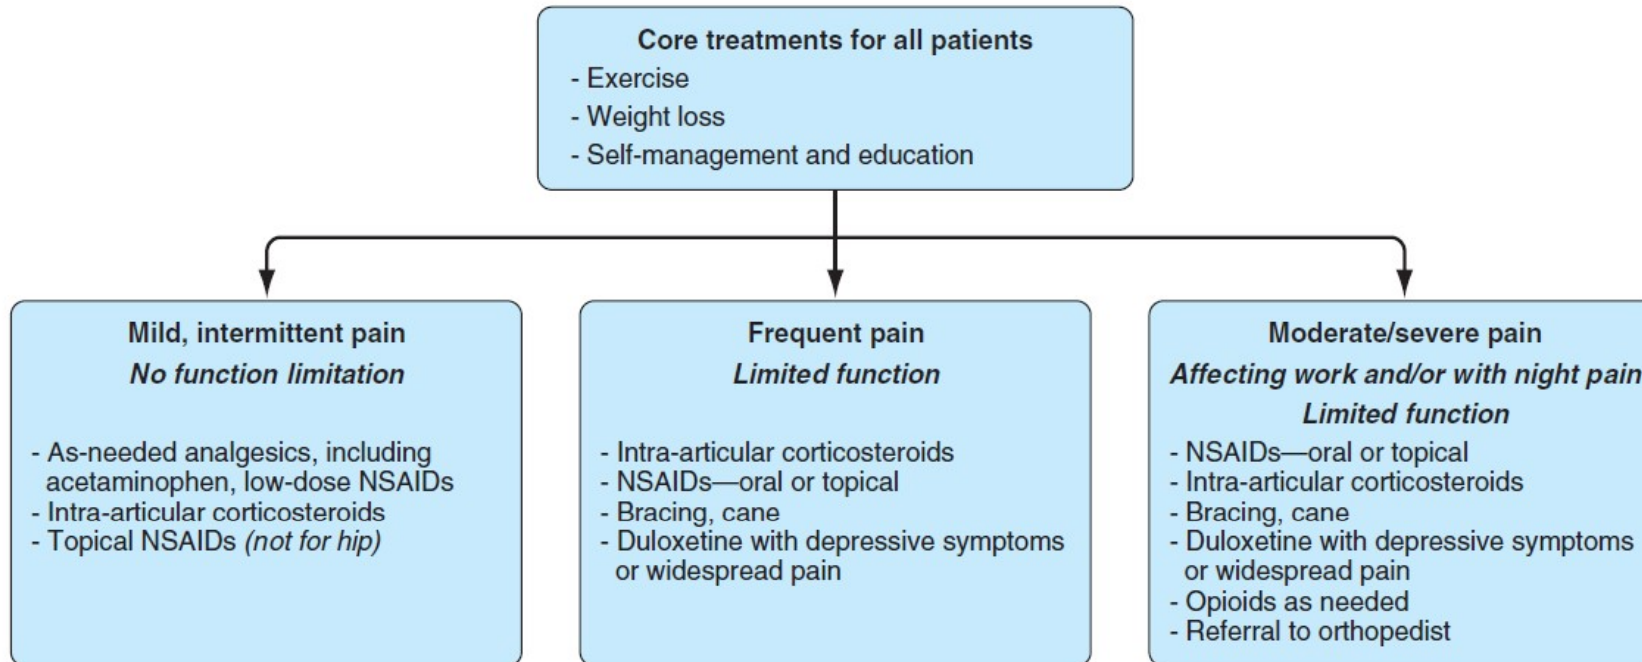 Core treatments for all patients
- Exercise
- Weight loss
- Self-management and education
Mild, intermittent pain
No function limitation
- As-needed analgesics, including
acetaminophen, low-dose NSAIDs
- Intra-articular corticosteroids
- Topical NSAIDs (not for hip)
Frequent pain
Limited function
- Intra-articular corticosteroids
- NSAIDs—oral or topical
- Bracing, cane
- Duloxetine with depressive symptoms
or widespread pain
Moderate/severe pain
Affecting work and/or with night pain
Limited function
- NSAIDs—oral or topical
- Intra-articular corticosteroids
- Bracing, cane
- Duloxetine with depressive symptoms
or widespread pain
- Opioids as needed
- Referral to orthopedist